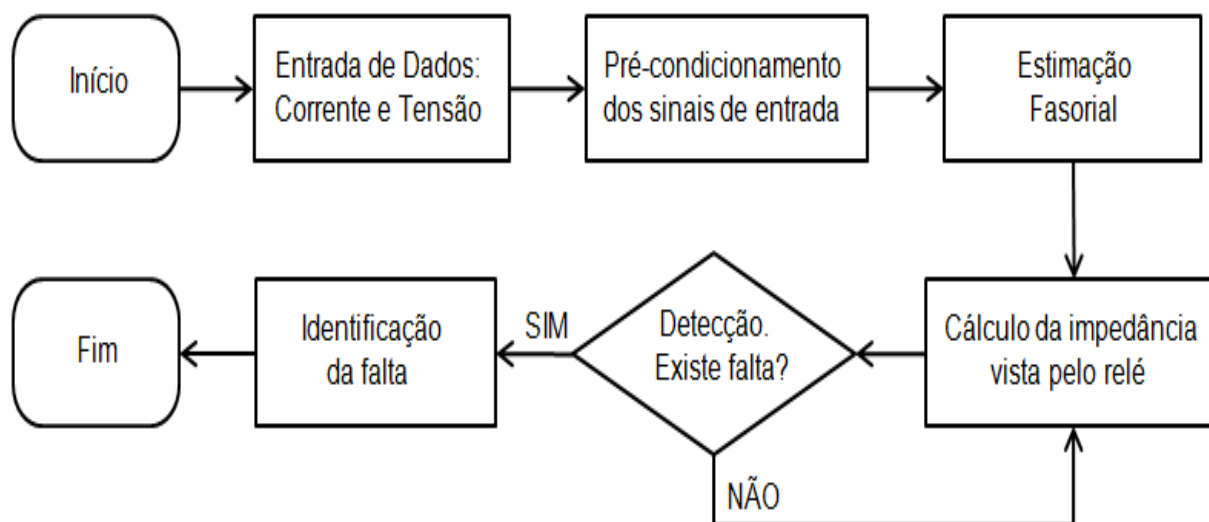 Início
Entrada de Dados:
Corrente e Tensão
Pré-condicionamento
dos sinais de entrada
Estimação
Fasorial
Cálculo da impedância
vista pelo relé
Detecção.
Existe falta?
SIM
NÃO
Identificação
da falta
Fim